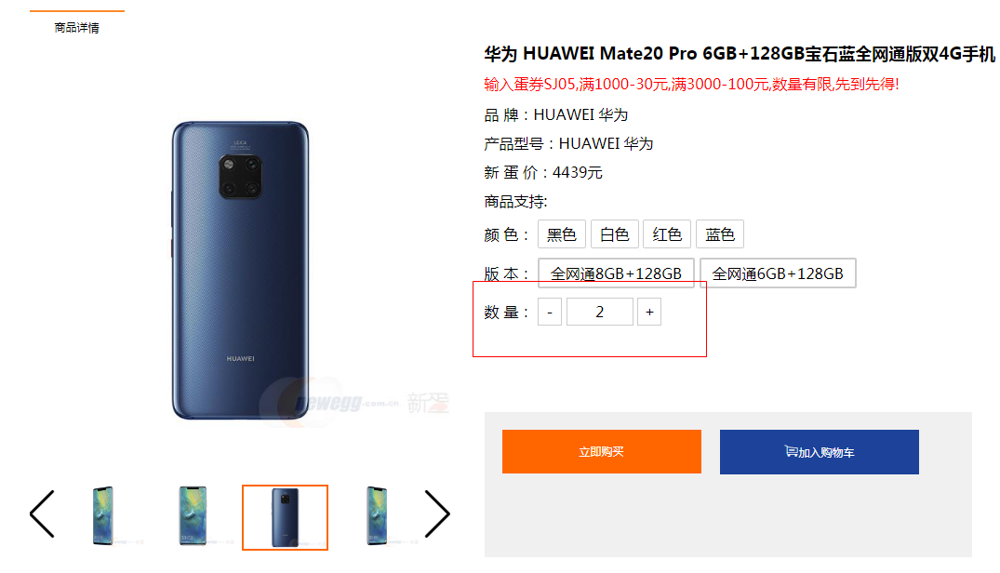 商品详情
华为 HUAWEI Mate20 Pro 6GB+128GB宝石蓝全网通版双4G手机
输入蛋券SJ05,满1000-30元,满3000-100元,数量有限,先到先得!
品 牌：HUAWEI 华为
产品型号：HUAWEI 华为
新 蛋 价：4439元
商品支持:
颜 色： 黑色 白色 红色 蓝色
版 本： 全网通8GB+128GB 全网通6GB+128GB
数 量： - 2 +
LEICA
HUAWEI
newegg.com.cn 新蛋
立即购买 加入购物车